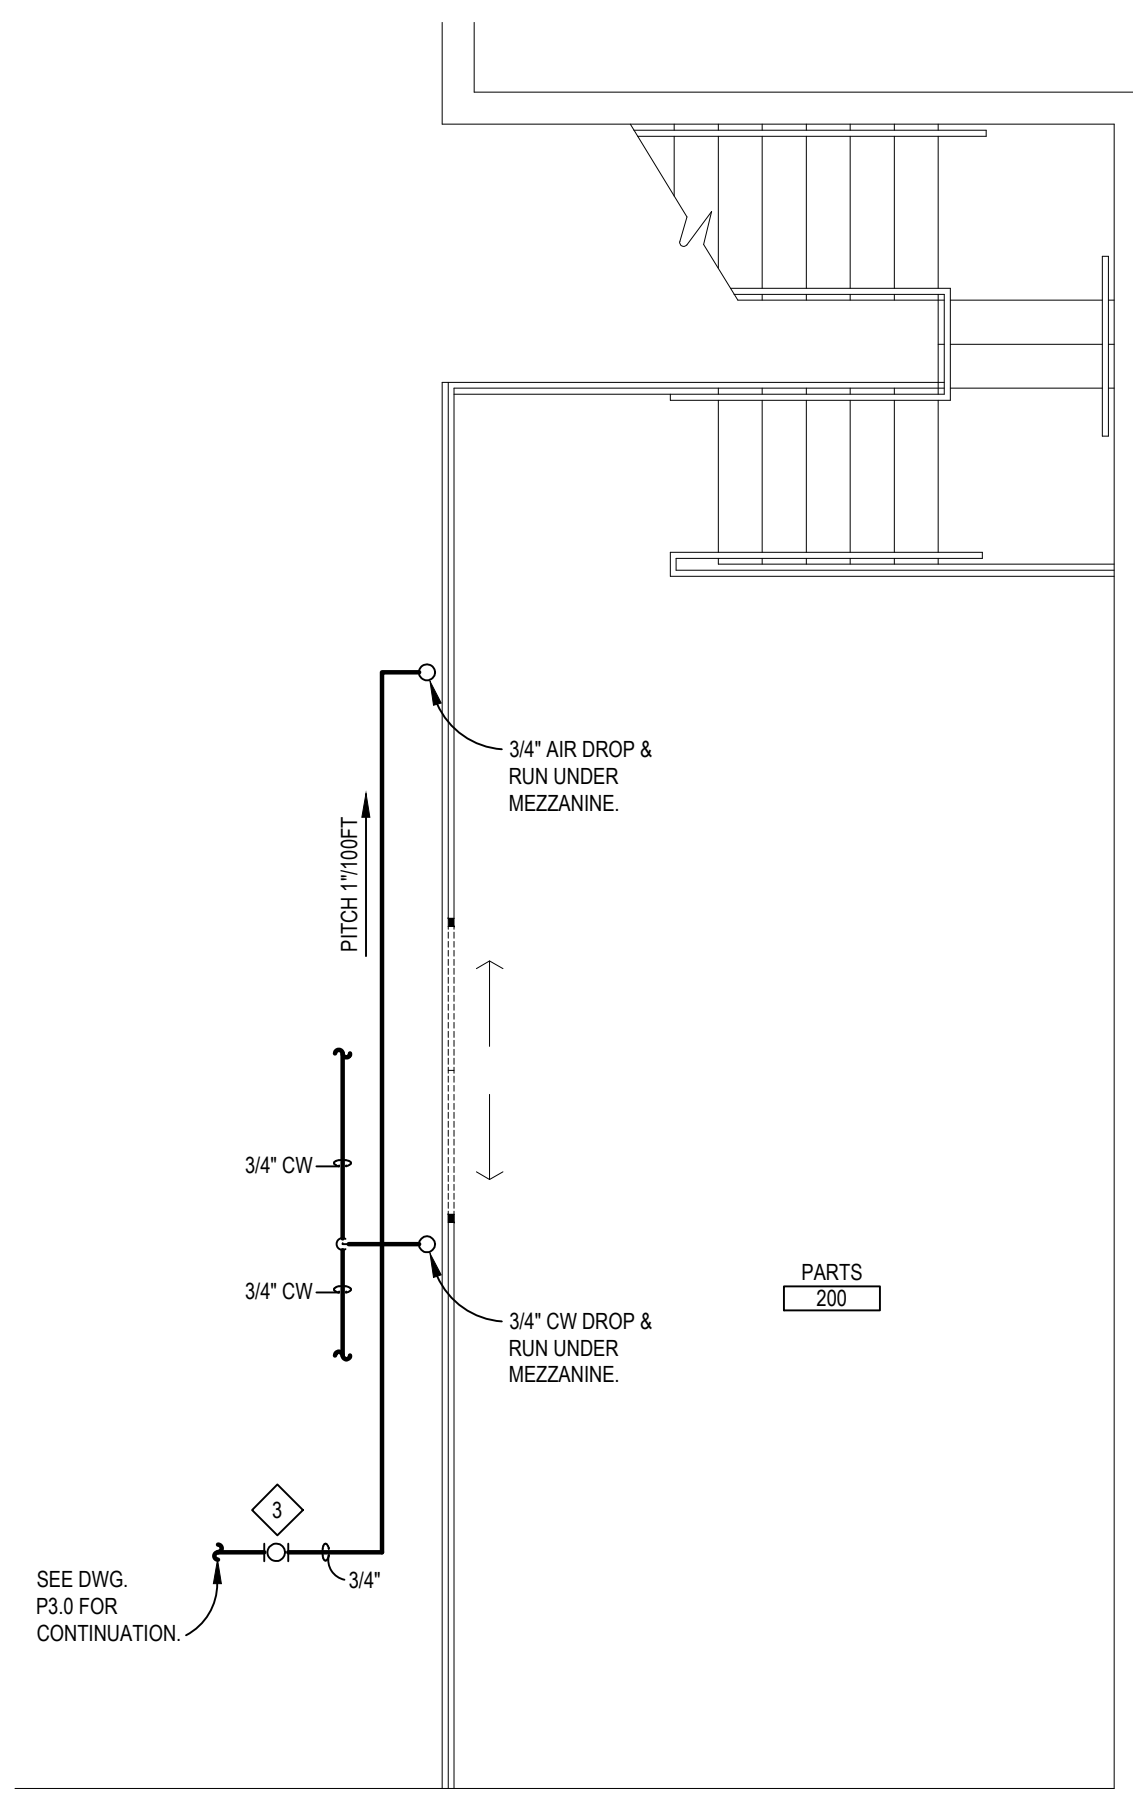 3/4" AIR DROP &
RUN UNDER
MEZZANINE.
PITCH 1"/100FT
3/4" CW
3/4" CW
3/4" CW DROP &
RUN UNDER
MEZZANINE.
PARTS
200
3
3/4"
SEE DWG.
P3.0 FOR
CONTINUATION.